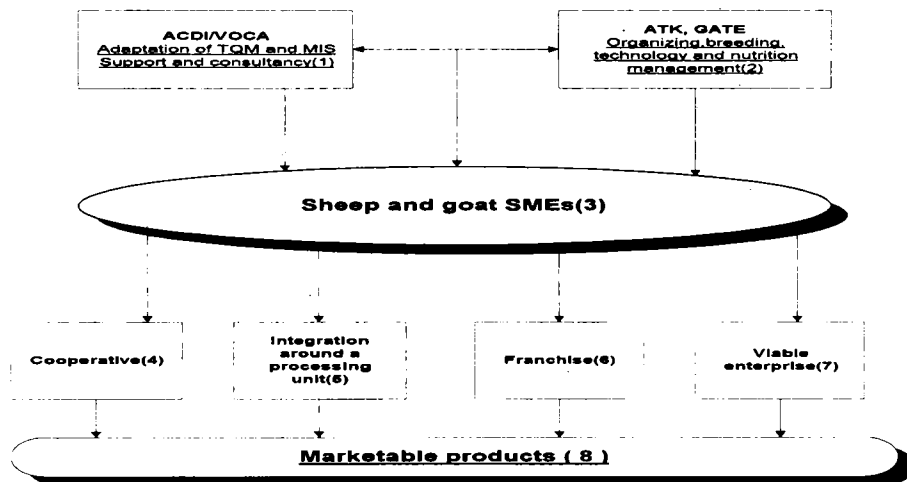 ACDI/VOCA
Adaptation of TQM and MIS
Support and consultancy(1)
ATK, GATE
Organizing,breeding,
technology and nutrition
management(2)
Sheep and goat SMEs(3)
Cooperative(4)
Integration
around a
processing
unit(5)
Franchise(6)
Viable
enterprise(7)
Marketable products ( 8 )